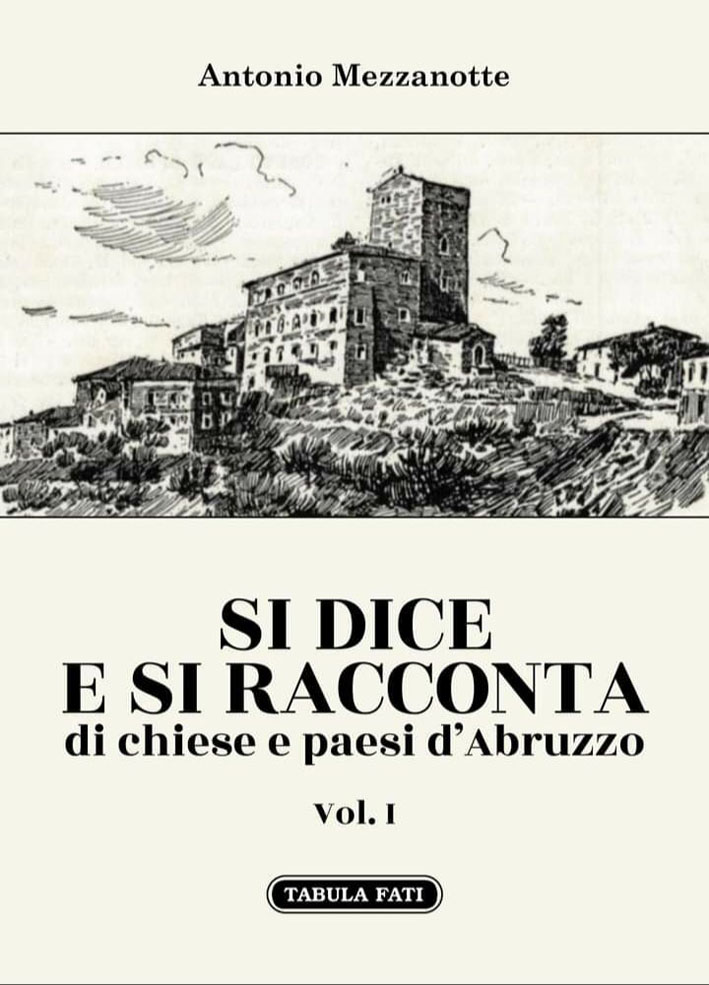 Antonio Mezzanotte
SI DICE
E SI RACCONTA
di chiese e paesi d'Abruzzo
Vol. I
TABULA FATI